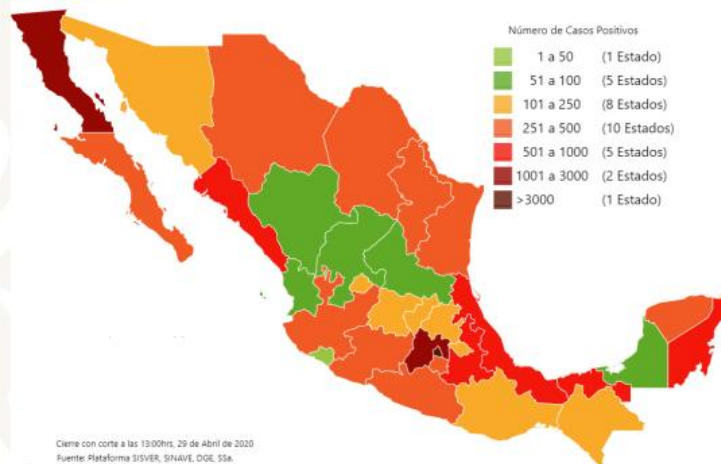 Número de Casos Positivos
1 a 50 (1 Estado)
51 a 100 (5 Estados)
101 a 250 (8 Estados)
251 a 500 (10 Estados)
501 a 1000 (5 Estados)
1001 a 3000 (2 Estados)
>3000 (1 Estado)
Cierre con corte a las 13:00hrs, 29 de Abril de 2020
Fuente: Plataforma SISVER, SINAVE, DGE, SSa.